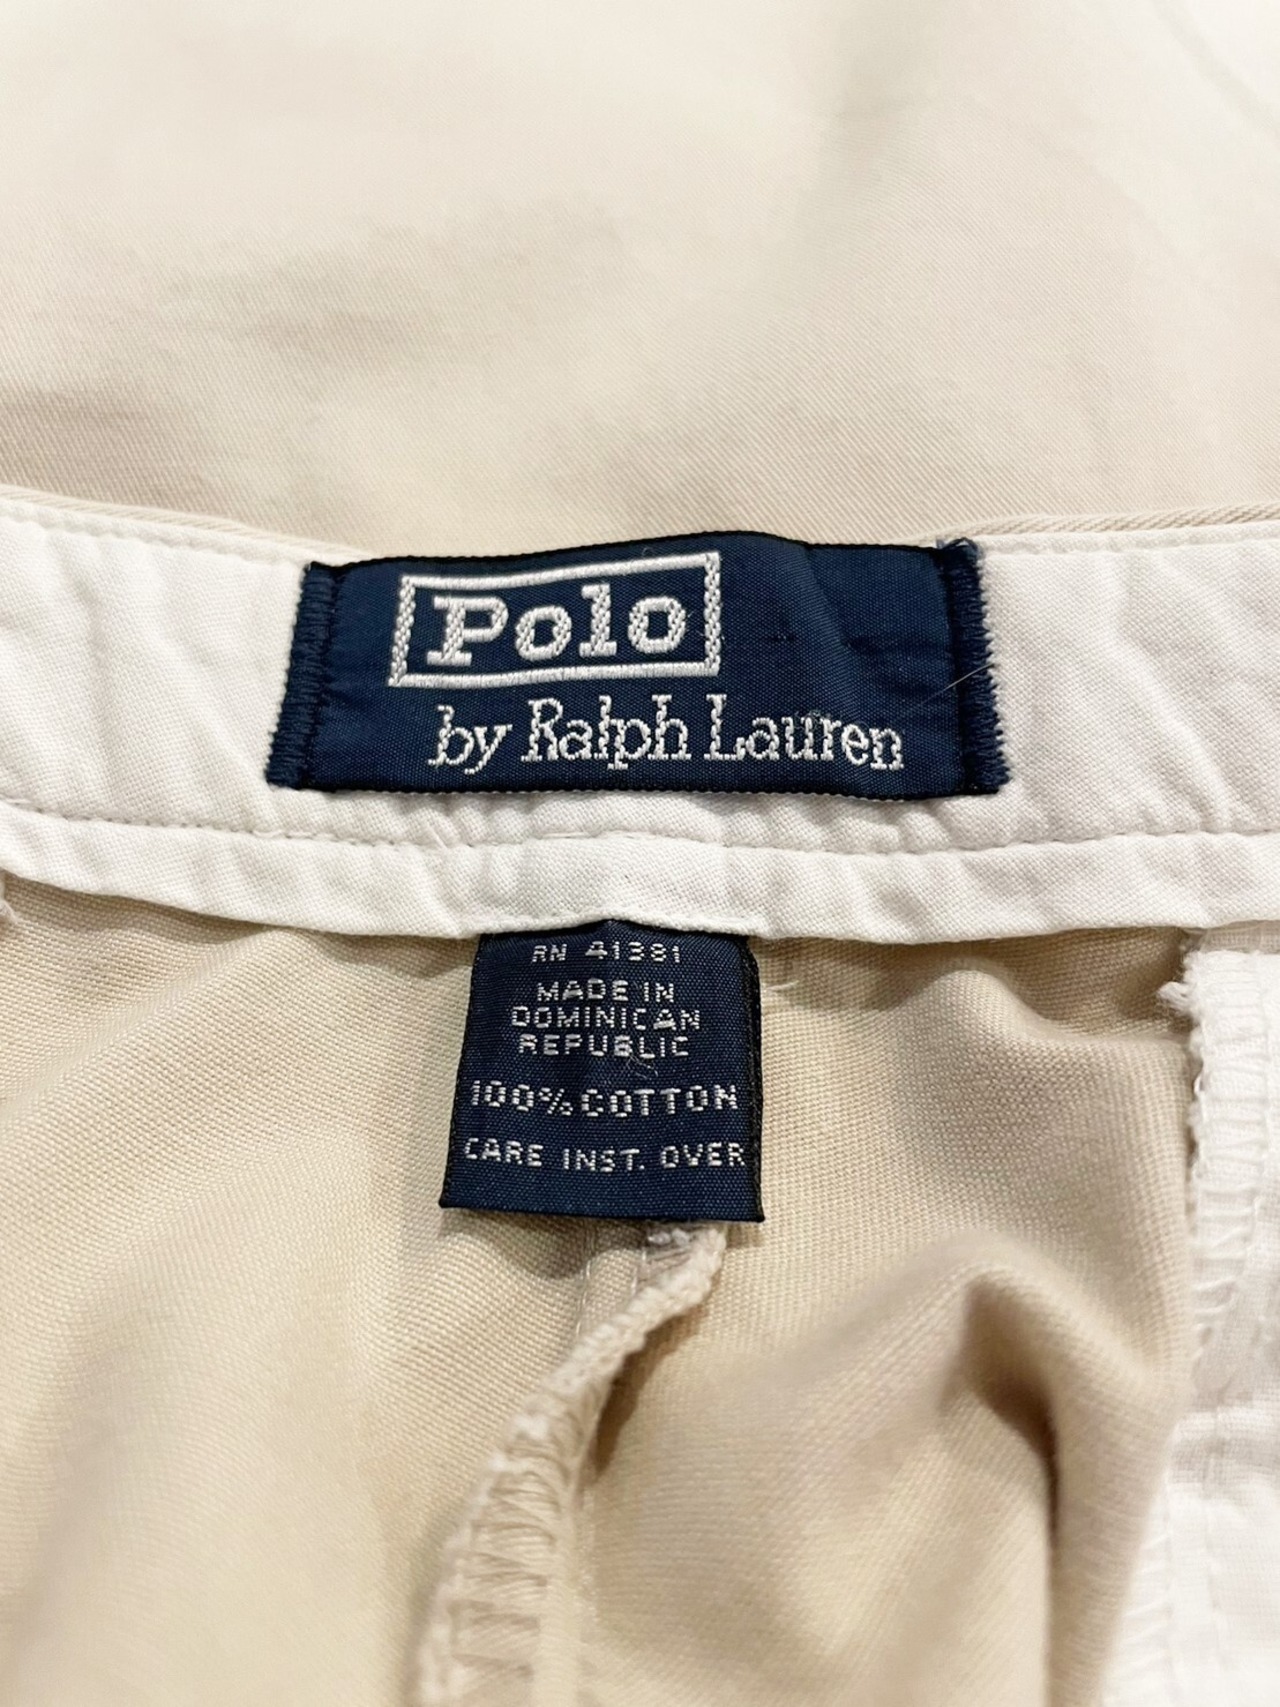 Polo
by Ralph Lauren
RN 41381
MADE IN
DOMINICAN
REPUBLIC
100% COTTON
CARE INST. OVER